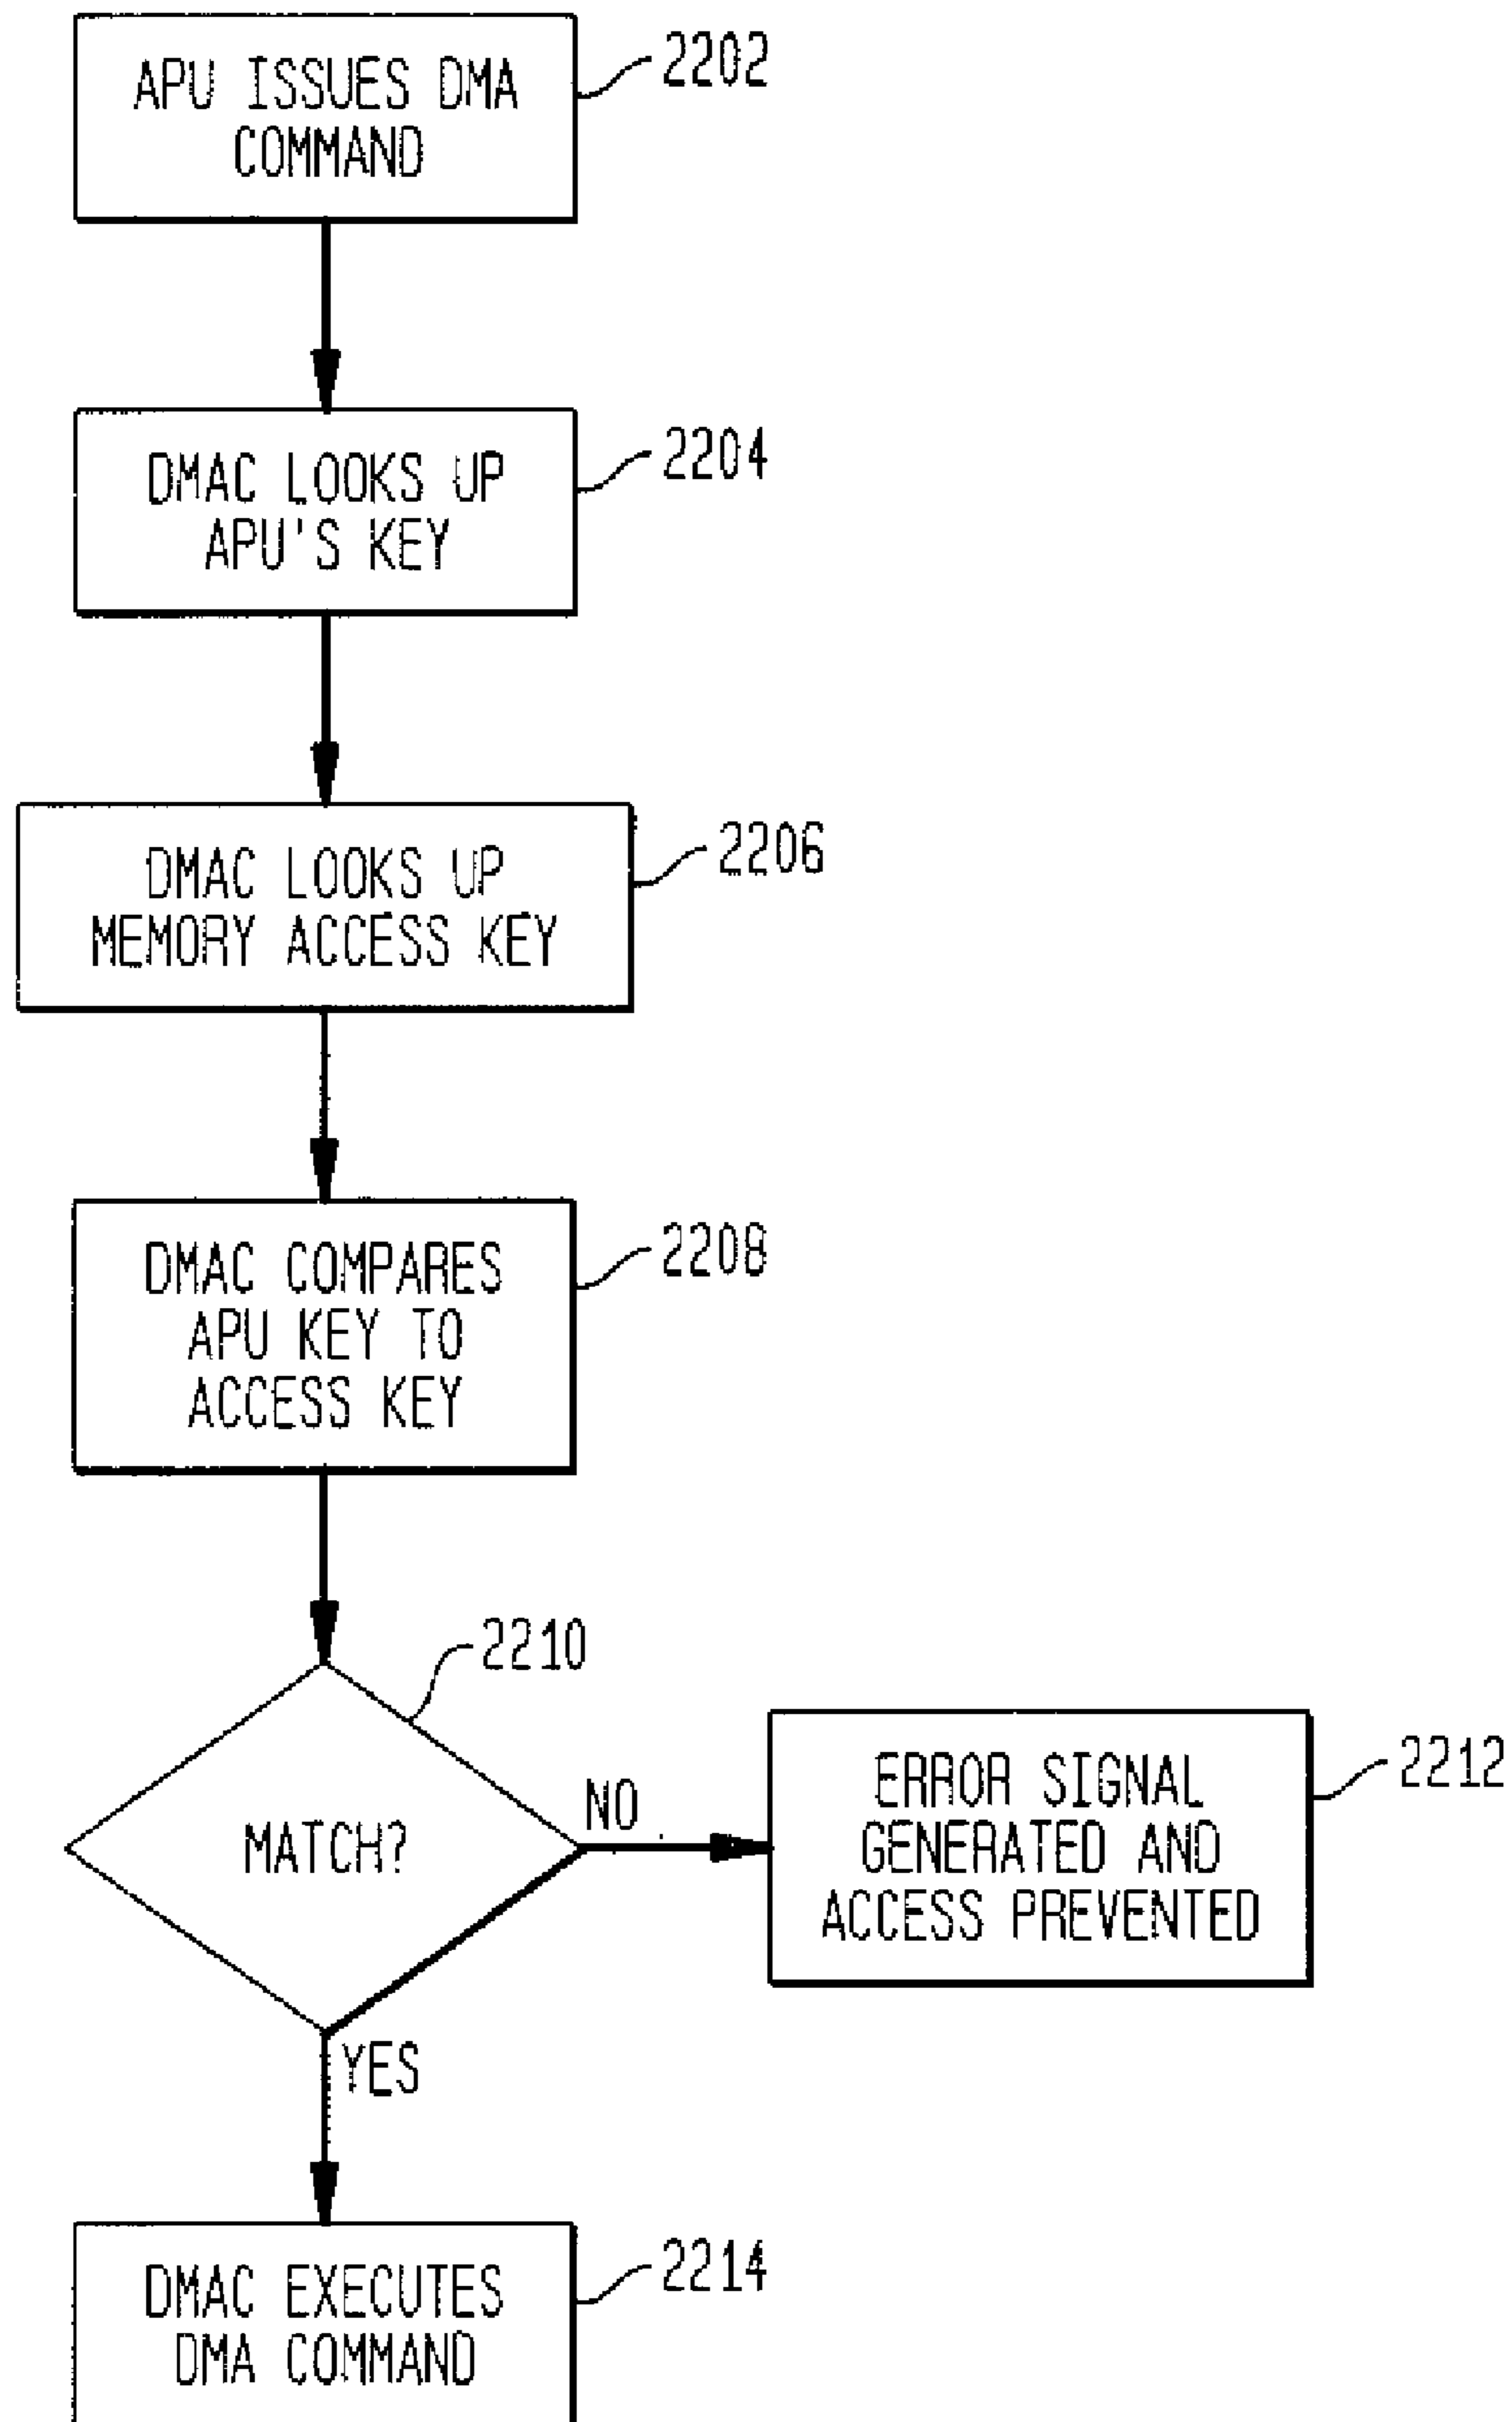 APU ISSUES DMA
COMMAND
2202
DMAC LOOKS UP
APU'S KEY
2204
DMAC LOOKS UP
MEMORY ACCESS KEY
2206
DMAC COMPARES
APU KEY TO
ACCESS KEY
2208
2210
MATCH?
NO
ERROR SIGNAL
GENERATED AND
ACCESS PREVENTED
2212
YES
DMAC EXECUTES
DMA COMMAND
2214